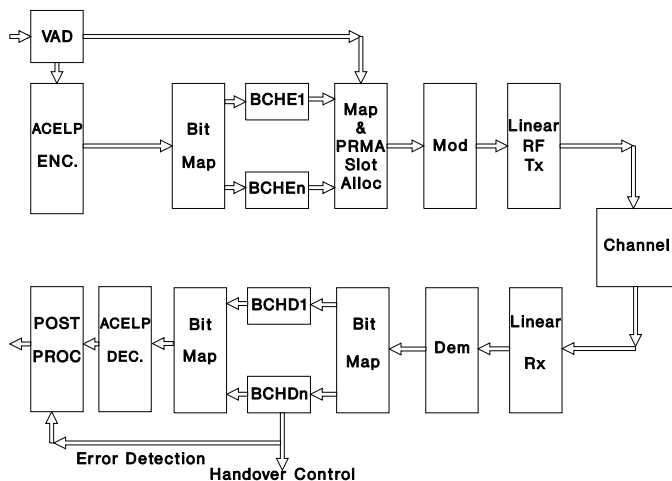 VAD
ACELP
ENC.
Bit
Map
BCHE1
BCHEn
Map
&
PRMA
Slot
Alloc
Mod
Linear
RF
Tx
Channel
POST
PROC
ACELP
DEC.
Bit
Map
BCHD1
BCHDn
Bit
Map
Dem
Linear
Rx
Error Detection
Handover Control